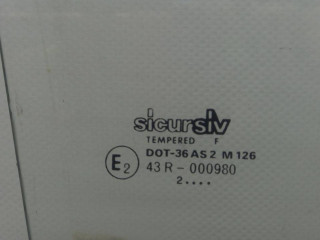 sicursiv
TEMPERED F
DOT-36 AS 2 M 126
E2 43 R - 000980
2....